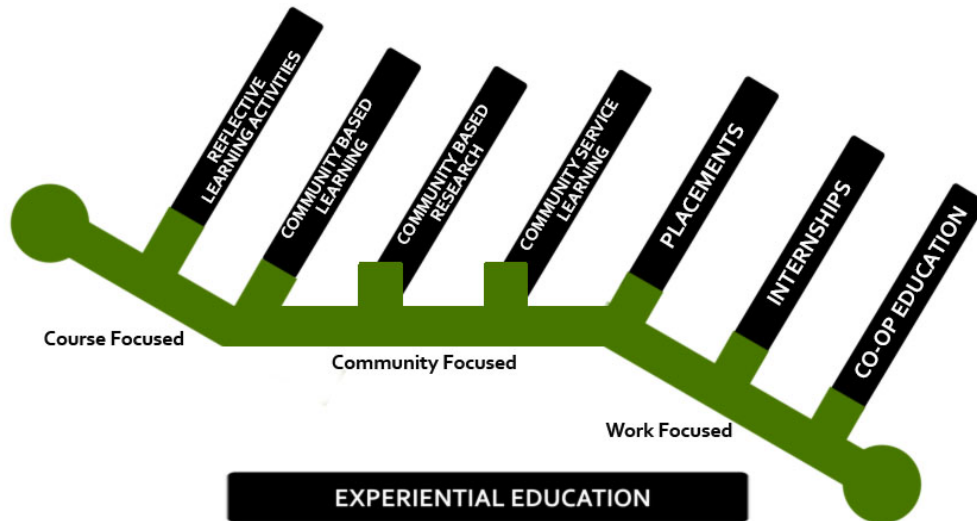 REFLECTIVE
LEARNING ACTIVITIES
COMMUNITY BASED
LEARNING
COMMUNITY BASED
RESEARCH
COMMUNITY SERVICE
LEARNING
PLACEMENTS
INTERNSHIPS
CO-OP EDUCATION
Course Focused
Community Focused
Work Focused
EXPERIENTIAL EDUCATION